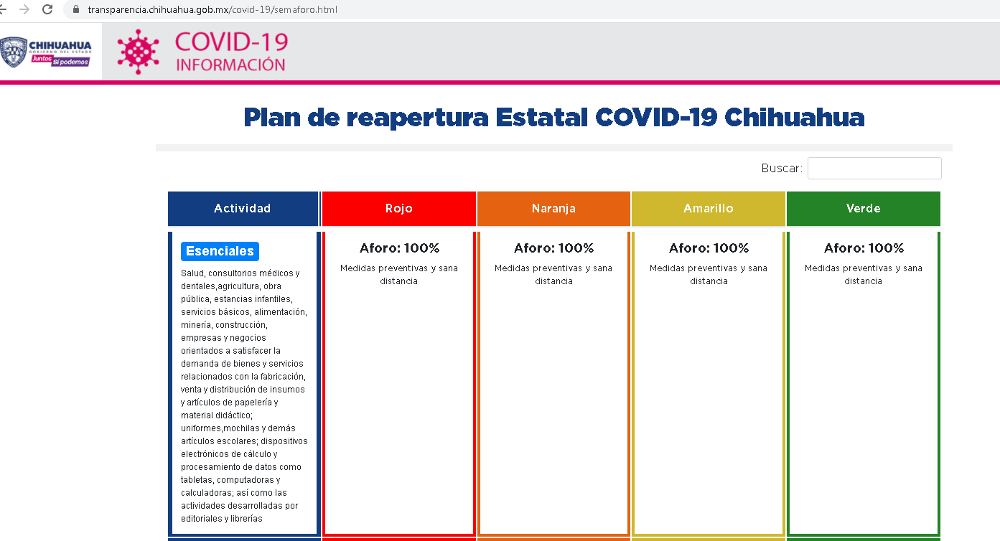 transparencia.chihuahua.gob.mx/covid-19/semaforo.html
CHIHUAHUA
GOBIERNO DEL ESTADO
Juntos
Sí podemos
COVID-19
INFORMACIÓN
Plan de reapertura Estatal COVID-19 Chihuahua
Buscar:
Actividad
Rojo
Naranja
Amarillo
Verde
Esenciales
Salud, consultorios médicos y
dentales,agricultura, obra
pública, estancias infantiles,
servicios básicos, alimentación,
minería, construcción,
empresas y negocios
orientados a satisfacer la
demanda de bienes y servicios
relacionados con la fabricación,
venta y distribución de insumos
y artículos de papelería y
material didáctico;
uniformes,mochilas y demás
artículos escolares; dispositivos
electrónicos de cálculo y
procesamiento de datos como
tabletas, computadoras y
calculadoras; así como las
actividades desarrolladas por
editoriales y librerías
Aforo: 100%
Medidas preventivas y sana
distancia
Aforo: 100%
Medidas preventivas y sana
distancia
Aforo: 100%
Medidas preventivas y sana
distancia
Aforo: 100%
Medidas preventivas y sana
distancia